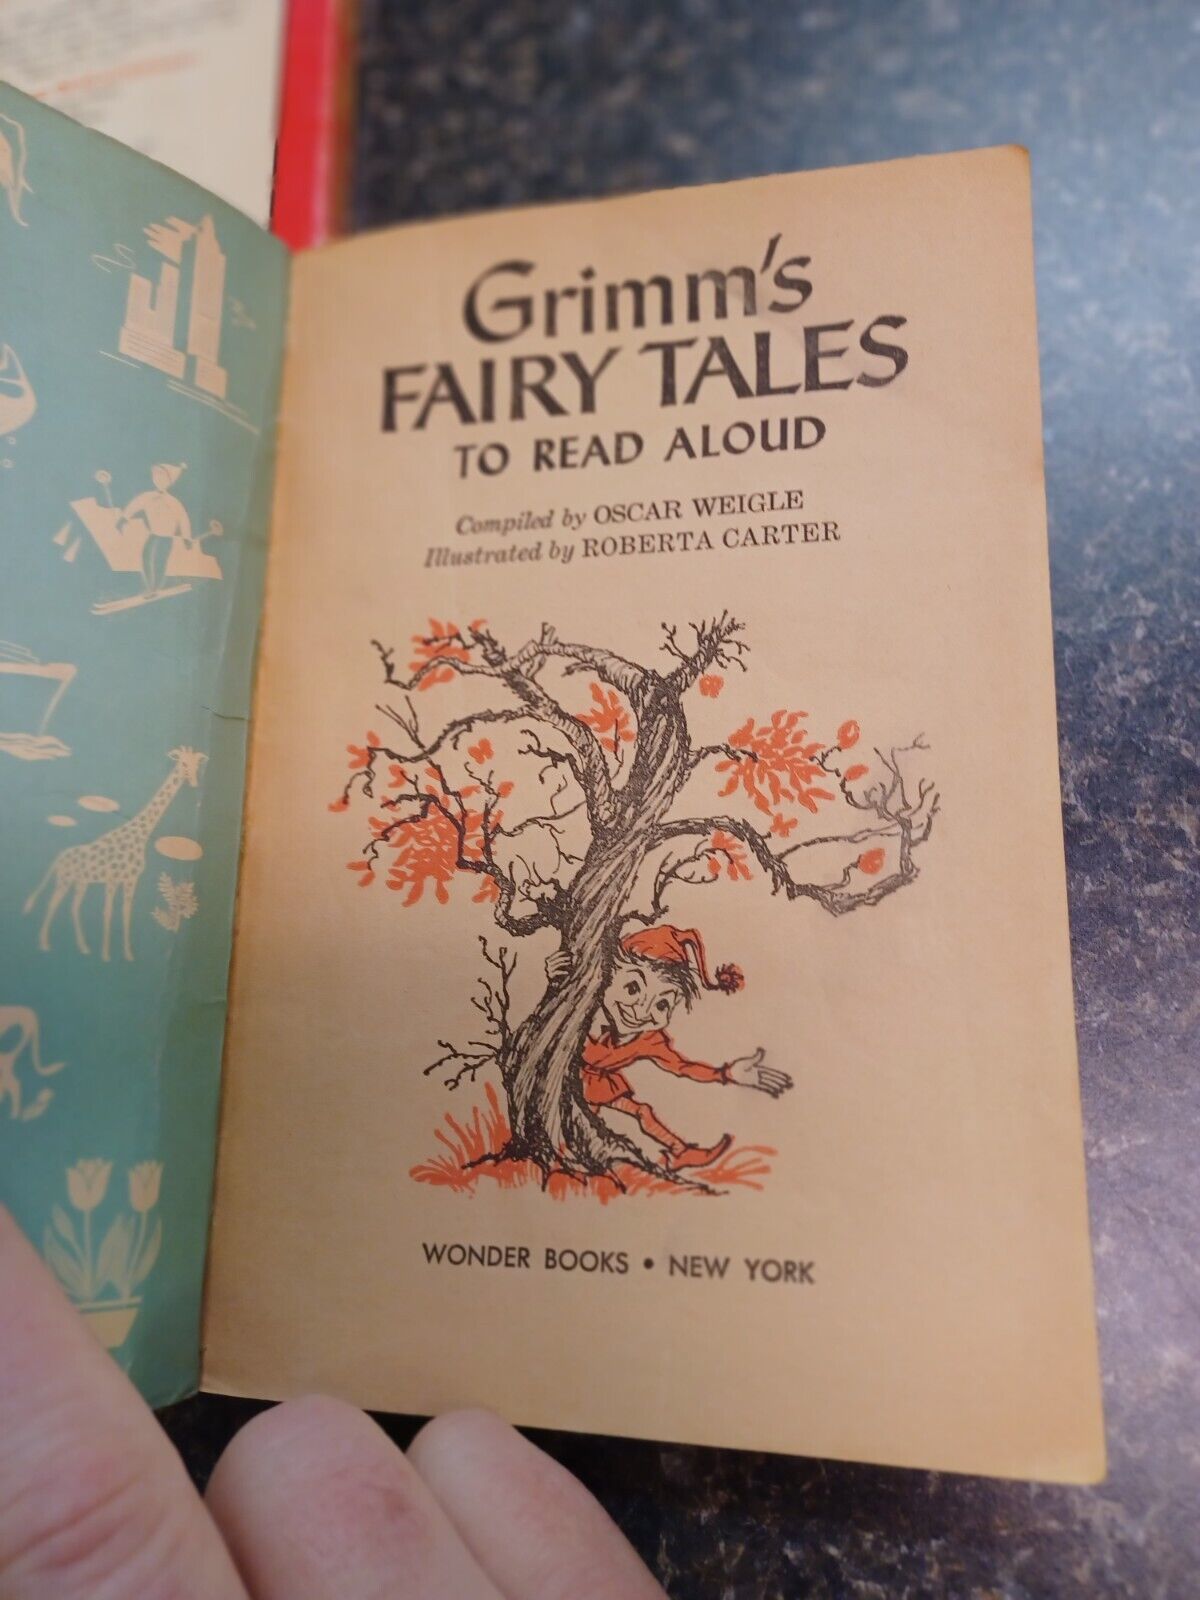 Grimm's
FAIRY TALES
TO READ ALOUD
Compiled by OSCAR WEIGLE
Illustrated by ROBERTA CARTER
WONDER BOOKS • NEW YORK